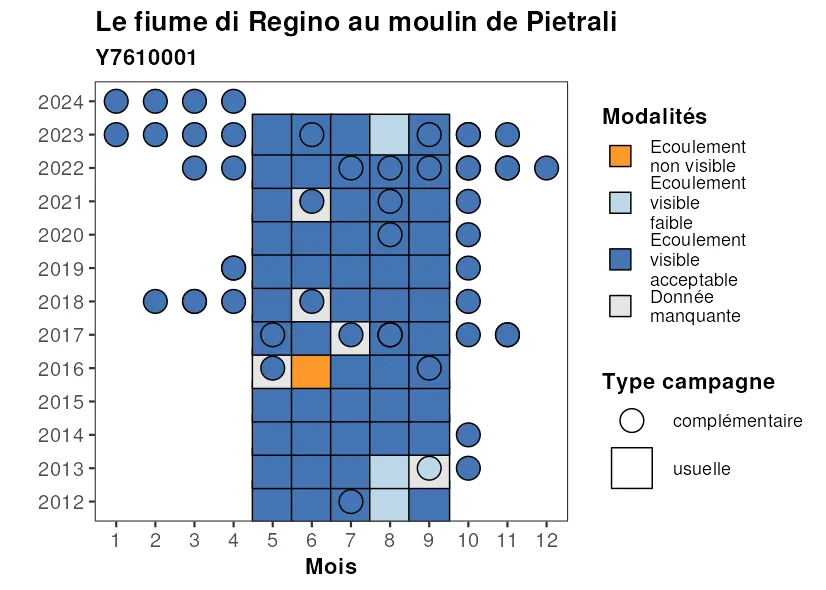 Le fiume di Regino au moulin de Pietrali
Y7610001
2024
2023
2022
2021
2020
2019
2018
2017
2016
2015
2014
2013
2012
1 2 3 4 5 6 7 8 9 10 11 12
Mois
Modalités
Ecoulement
non visible
Ecoulement
visible
faible
Ecoulement
visible
acceptable
Donnée
manquante
Type campagne
complémentaire
usuelle